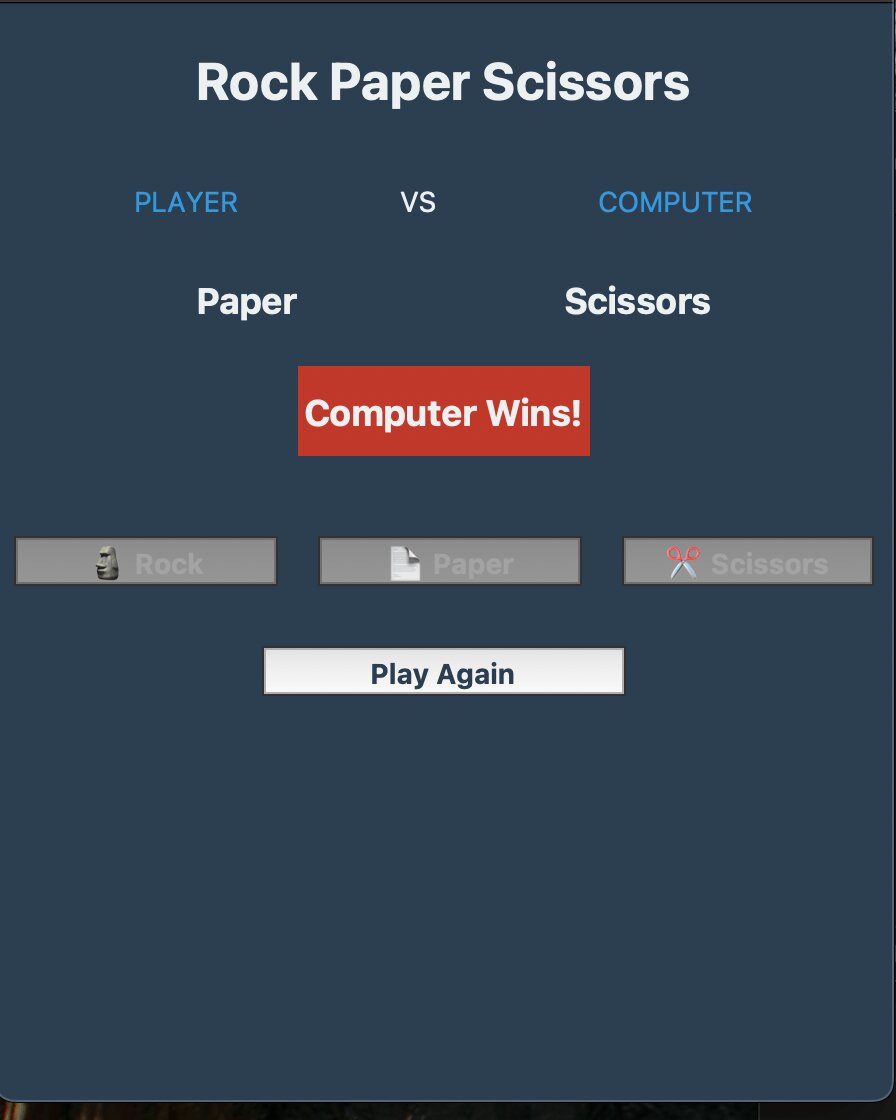 Rock Paper Scissors
PLAYER VS COMPUTER
Paper Scissors
Computer Wins!
Rock Paper Scissors
Play Again